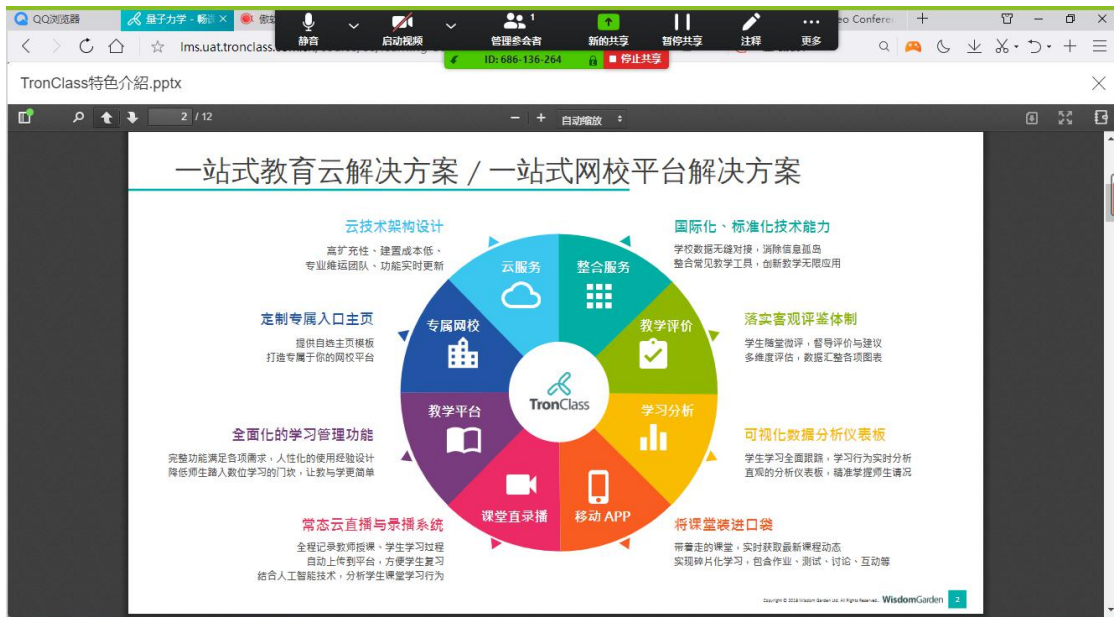 QQ浏览器
量子力学 - 畅
eo Confere
静音
启动视频
管理参会者
1
新的共享
暂停共享
注释
更多
lms.uat.tronclass.
ID: 686-136-264
停止共享
TronClass特色介紹.pptx
2 / 12
自动缩放
一站式教育云解决方案 / 一站式网校平台解决方案
云技术架构设计
高扩充性、建置成本低、
专业维运团队、功能实时更新
国际化、标准化技术能力
学校数据无缝对接，消除信息孤岛
整合常见教学工具，创新教学无限应用
云服务
整合服务
定制专属入口主页
提供自选主页模板
打造专属于你的网校平台
专属网校
教学评价
落实客观评鉴体制
学生随堂微评，督导评价与建议
多维度评估，数据汇整各项图表
TronClass
全面化的学习管理功能
完整功能满足各项需求，人性化的使用经验设计
降低师生踏入数位学习的门坎，让教与学更简单
教学平台
学习分析
可视化数据分析仪表板
学生学习全面跟踪，学习行为实时分析
直观的分析仪表板，精准掌握师生情况
课堂直录播
移动 APP
常态云直播与录播系统
全程记录教师授课、学生学习过程
自动上传到平台，方便学生复习
结合人工智能技术，分析学生课堂学习行为
将课堂装进口袋
带着走的课堂，实时获取最新课程动态
实现碎片化学习，包含作业、测试、讨论、互动等
Copyright © 2018 Wisdom Garden Ltd. All Rights Reserved.
WisdomGarden
2